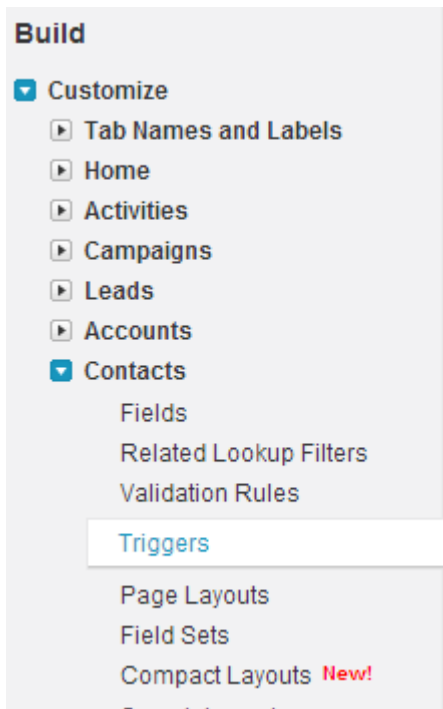 Build
Customize
Tab Names and Labels
Home
Activities
Campaigns
Leads
Accounts
Contacts
Fields
Related Lookup Filters
Validation Rules
Triggers
Page Layouts
Field Sets
Compact Layouts New!